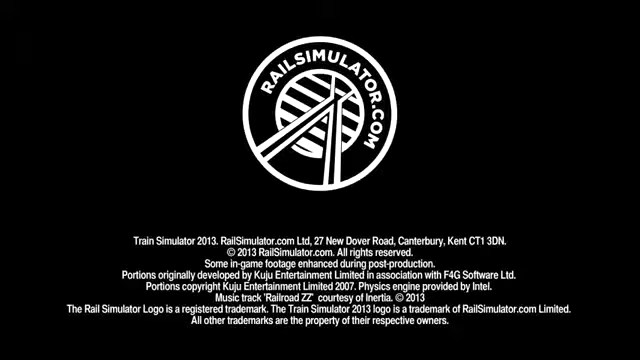 RAILSIMULATOR.COM
Train Simulator 2013. RailSimulator.com Ltd, 27 New Dover Road, Canterbury, Kent CT1 3DN.
© 2013 RailSimulator.com. All rights reserved.
Some in-game footage enhanced during post-production.
Portions originally developed by Kuju Entertainment Limited in association with F4G Software Ltd.
Portions copyright Kuju Entertainment Limited 2007. Physics engine provided by Intel.
Music track 'Railroad ZZ' courtesy of Inertia. © 2013
The Rail Simulator Logo is a registered trademark. The Train Simulator 2013 logo is a trademark of RailSimulator.com Limited.
All other trademarks are the property of their respective owners.